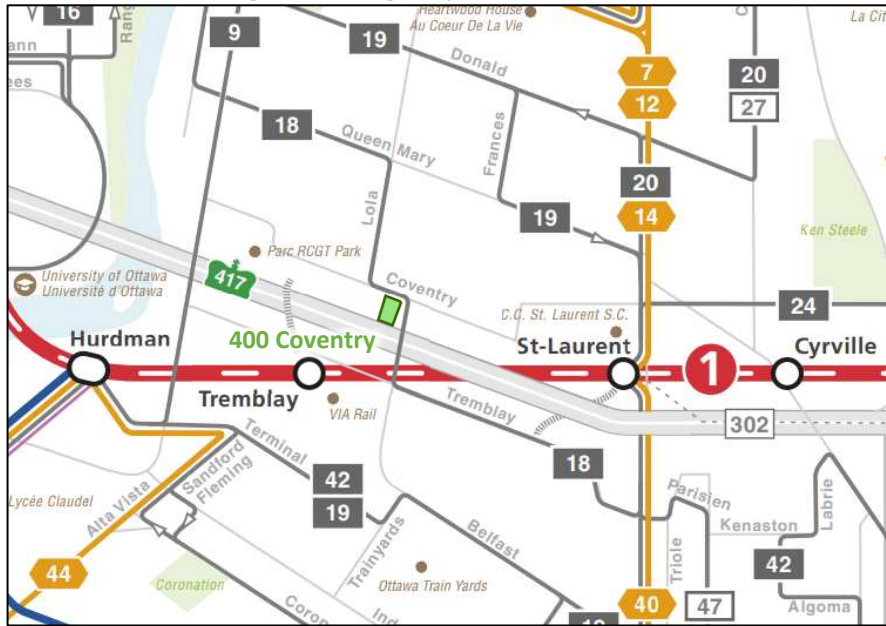 16
9
19
Heartwood House
Au Coeur De La Vie
7
12
20
27
La Cit
Donald
18
Queen Mary
Frances
Lola
19
20
14
Ken Steele
Parc RCGT Park
417
University of Ottawa
Université d'Ottawa
Coventry
C.C. St. Laurent S.C.
24
400 Coventry
Hurdman
Tremblay
St-Laurent
1
Cyrville
VIA Rail
Tremblay
302
Lycée Claudel
Alta Vista
Sandford
Fleming
Terminal
42
19
18
Parisien
Kenaston
Labrie
Trainyards
Belfast
Triole
42
44
Coronation
Ottawa Train Yards
40
47
Algoma